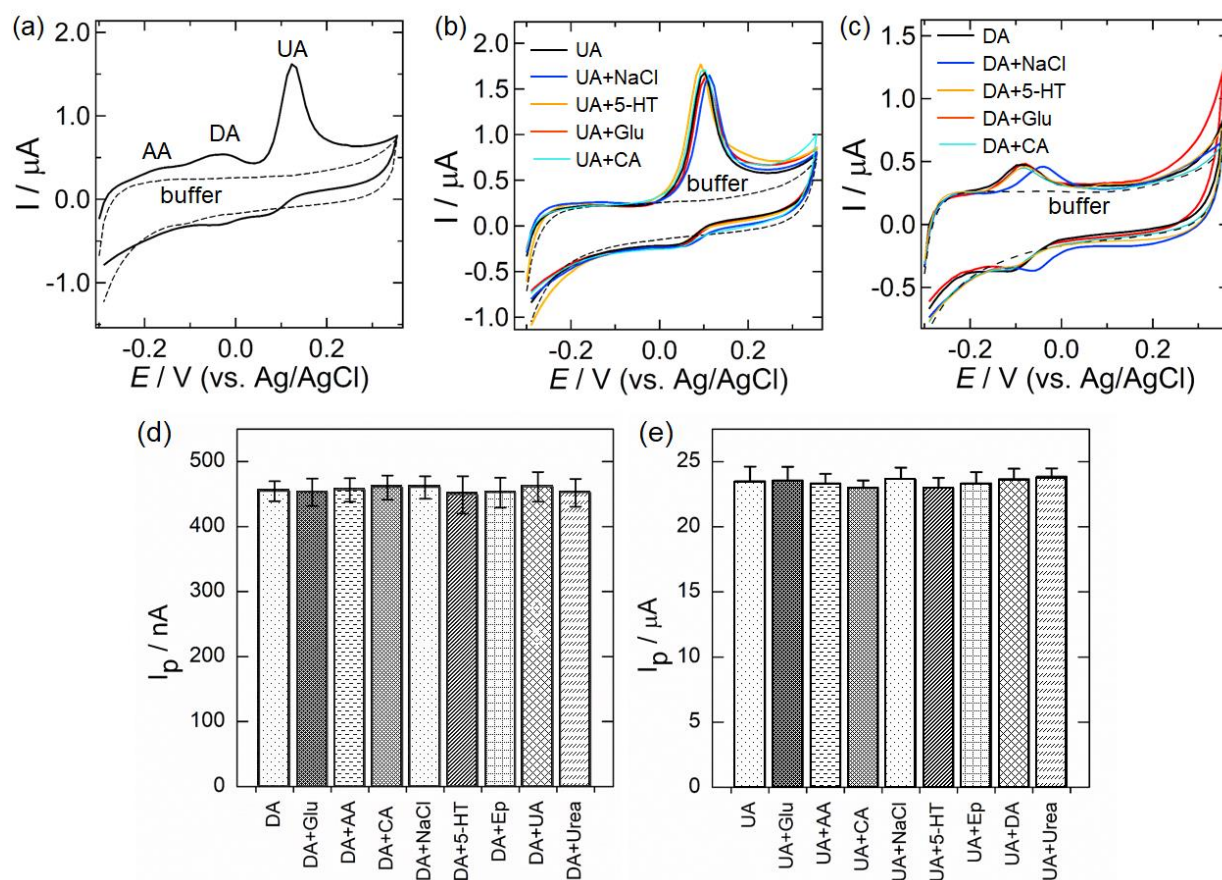 (a)
2.0
1.0
0.0
-1.0
I / μA
AA
DA
UA
buffer
-0.2
0.0
0.2
E / V (vs. Ag/AgCl)
(b)
2.0
1.5
1.0
0.5
0.0
-0.5
-1.0
I / μA
UA
UA+NaCl
UA+5-HT
UA+Glu
UA+CA
buffer
-0.2
0.0
0.2
E / V (vs. Ag/AgCl)
(c)
1.5
1.0
0.5
0.0
-0.5
I / μA
DA
DA+NaCl
DA+5-HT
DA+Glu
DA+CA
buffer
-0.2
0.0
0.2
E / V (vs. Ag/AgCl)
(d)
500
400
300
200
100
0
Ip / nA
DA
DA+Glu
DA+AA
DA+CA
DA+NaCl
DA+5-HT
DA+Ep
DA+UA
DA+Urea
(e)
25
20
15
10
5
0
Ip / μA
UA
UA+Glu
UA+AA
UA+CA
UA+NaCl
UA+5-HT
UA+Ep
UA+DA
UA+Urea